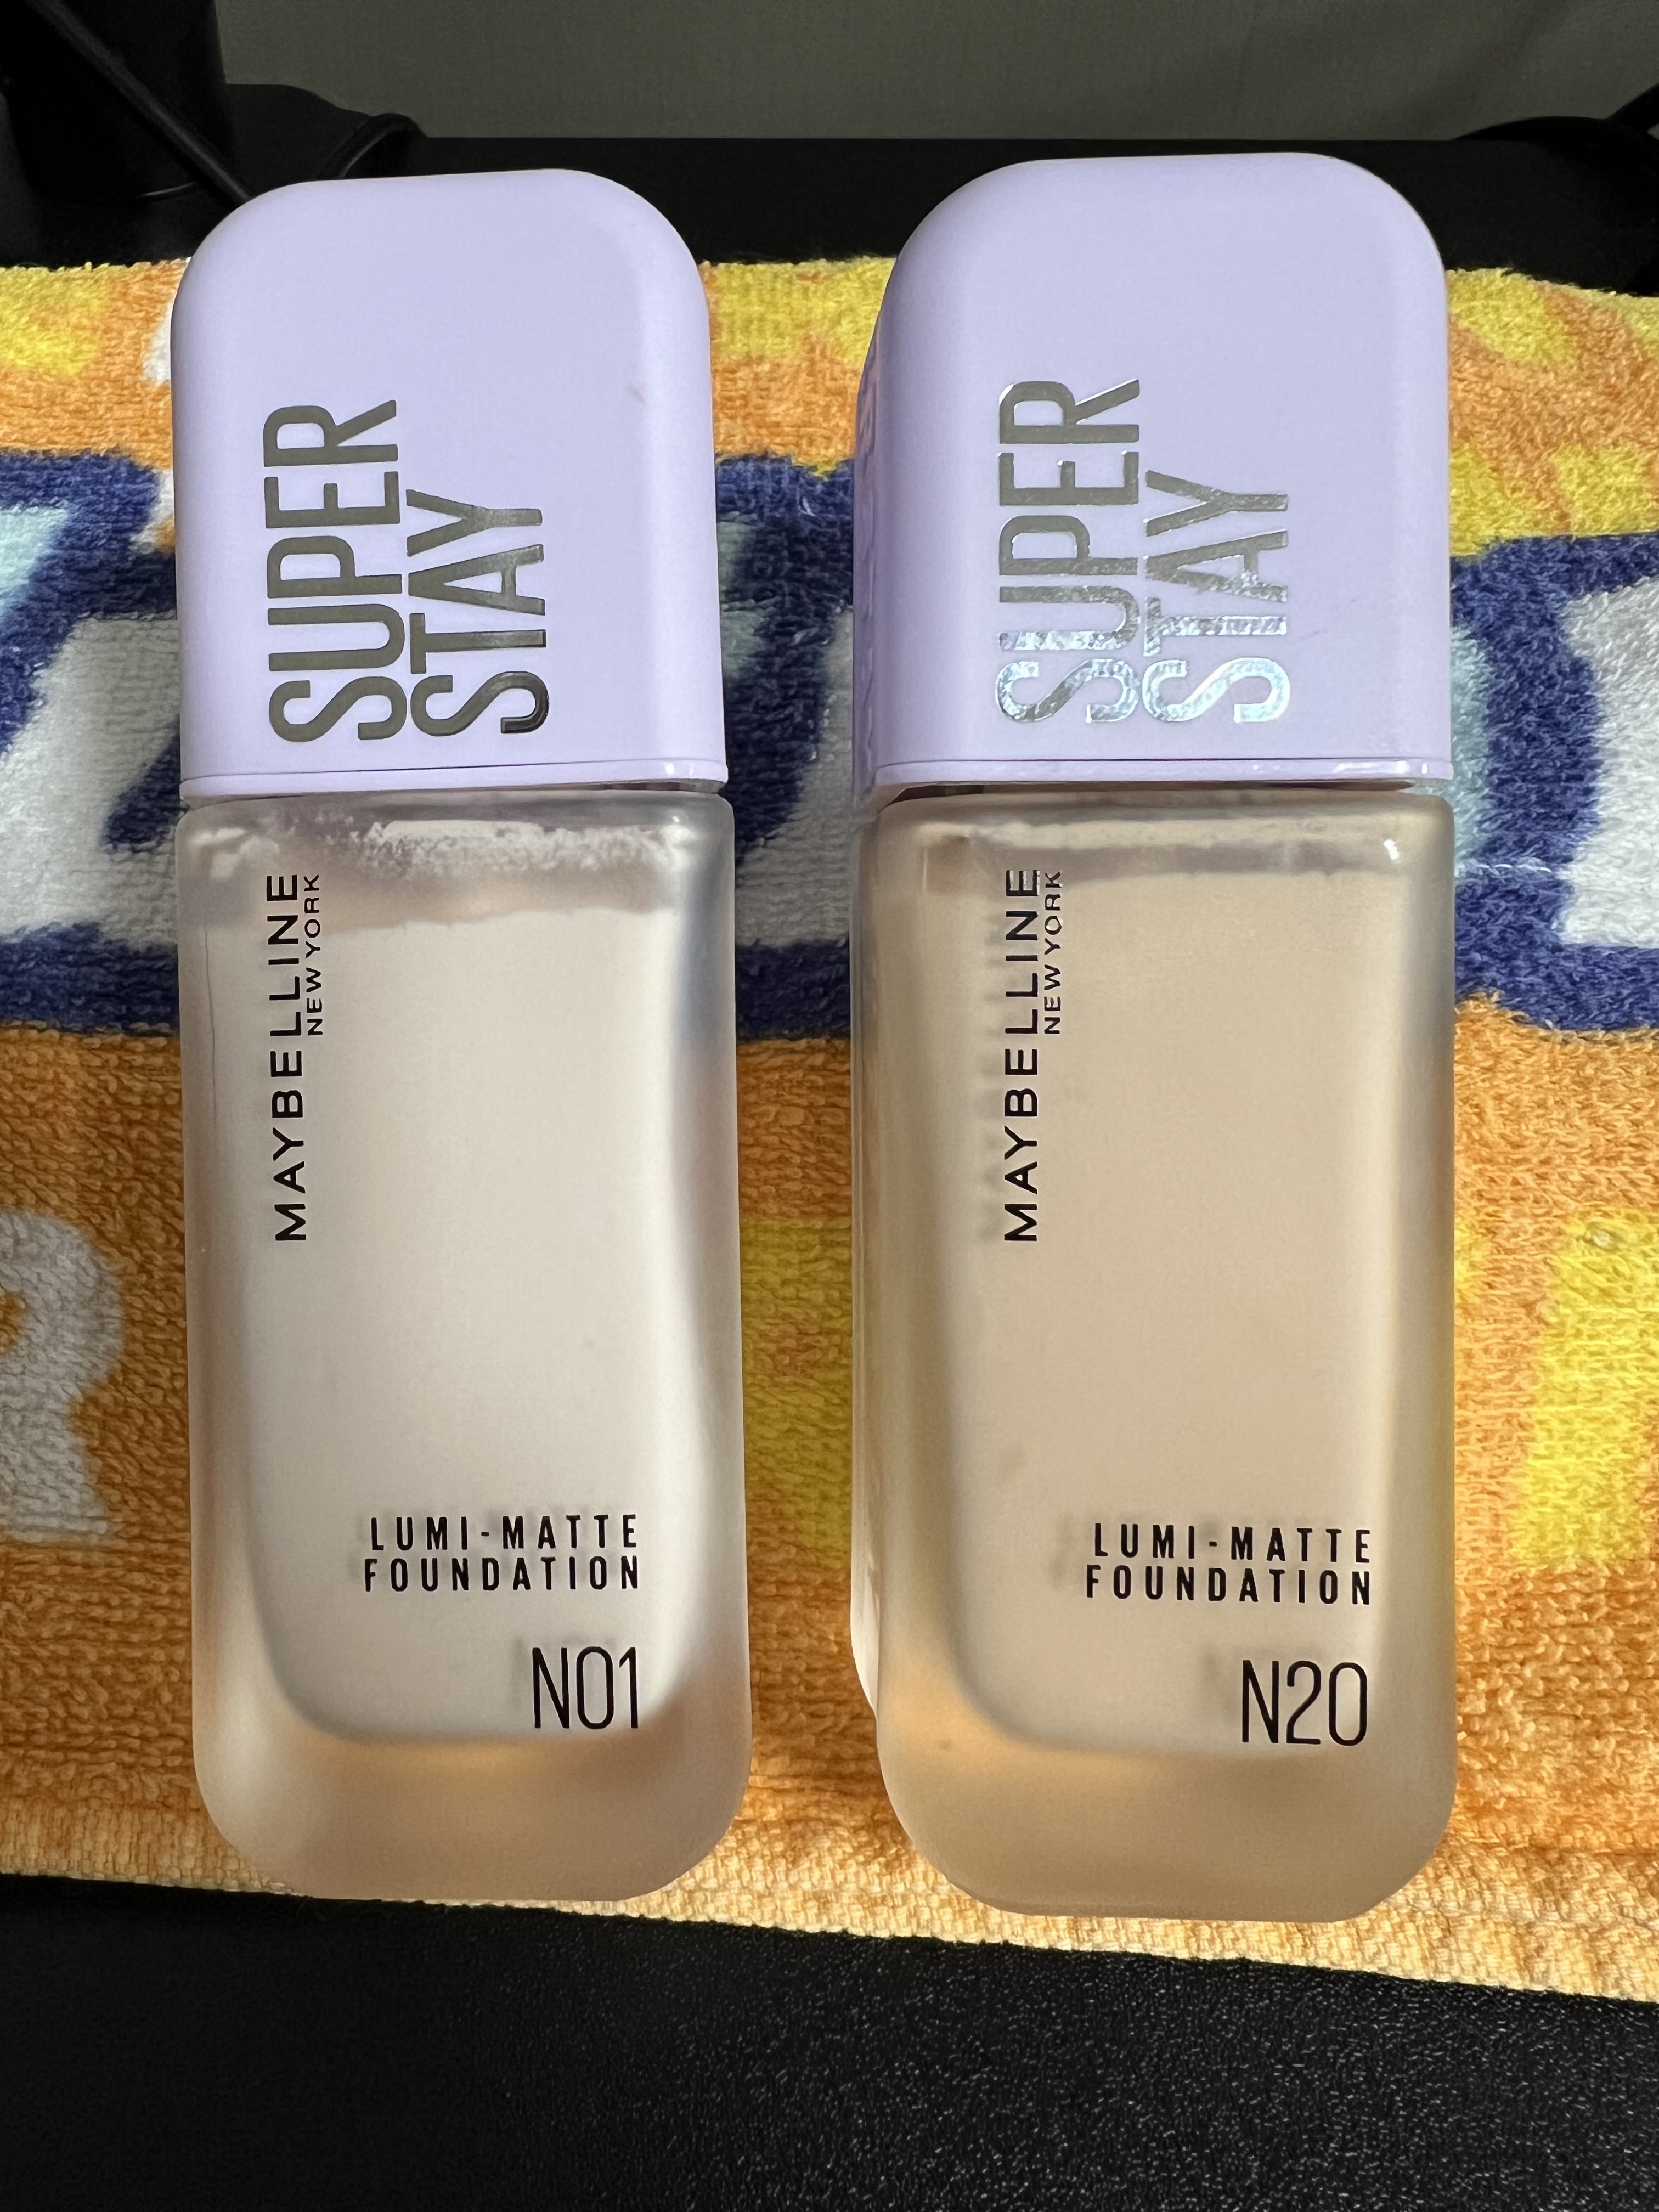 SUPER
STAY
MAYBELLINE
NEW YORK
LUMI-MATTE
FOUNDATION
N01
SUPER
STAY
MAYBELLINE
NEW YORK
LUMI-MATTE
FOUNDATION
N20